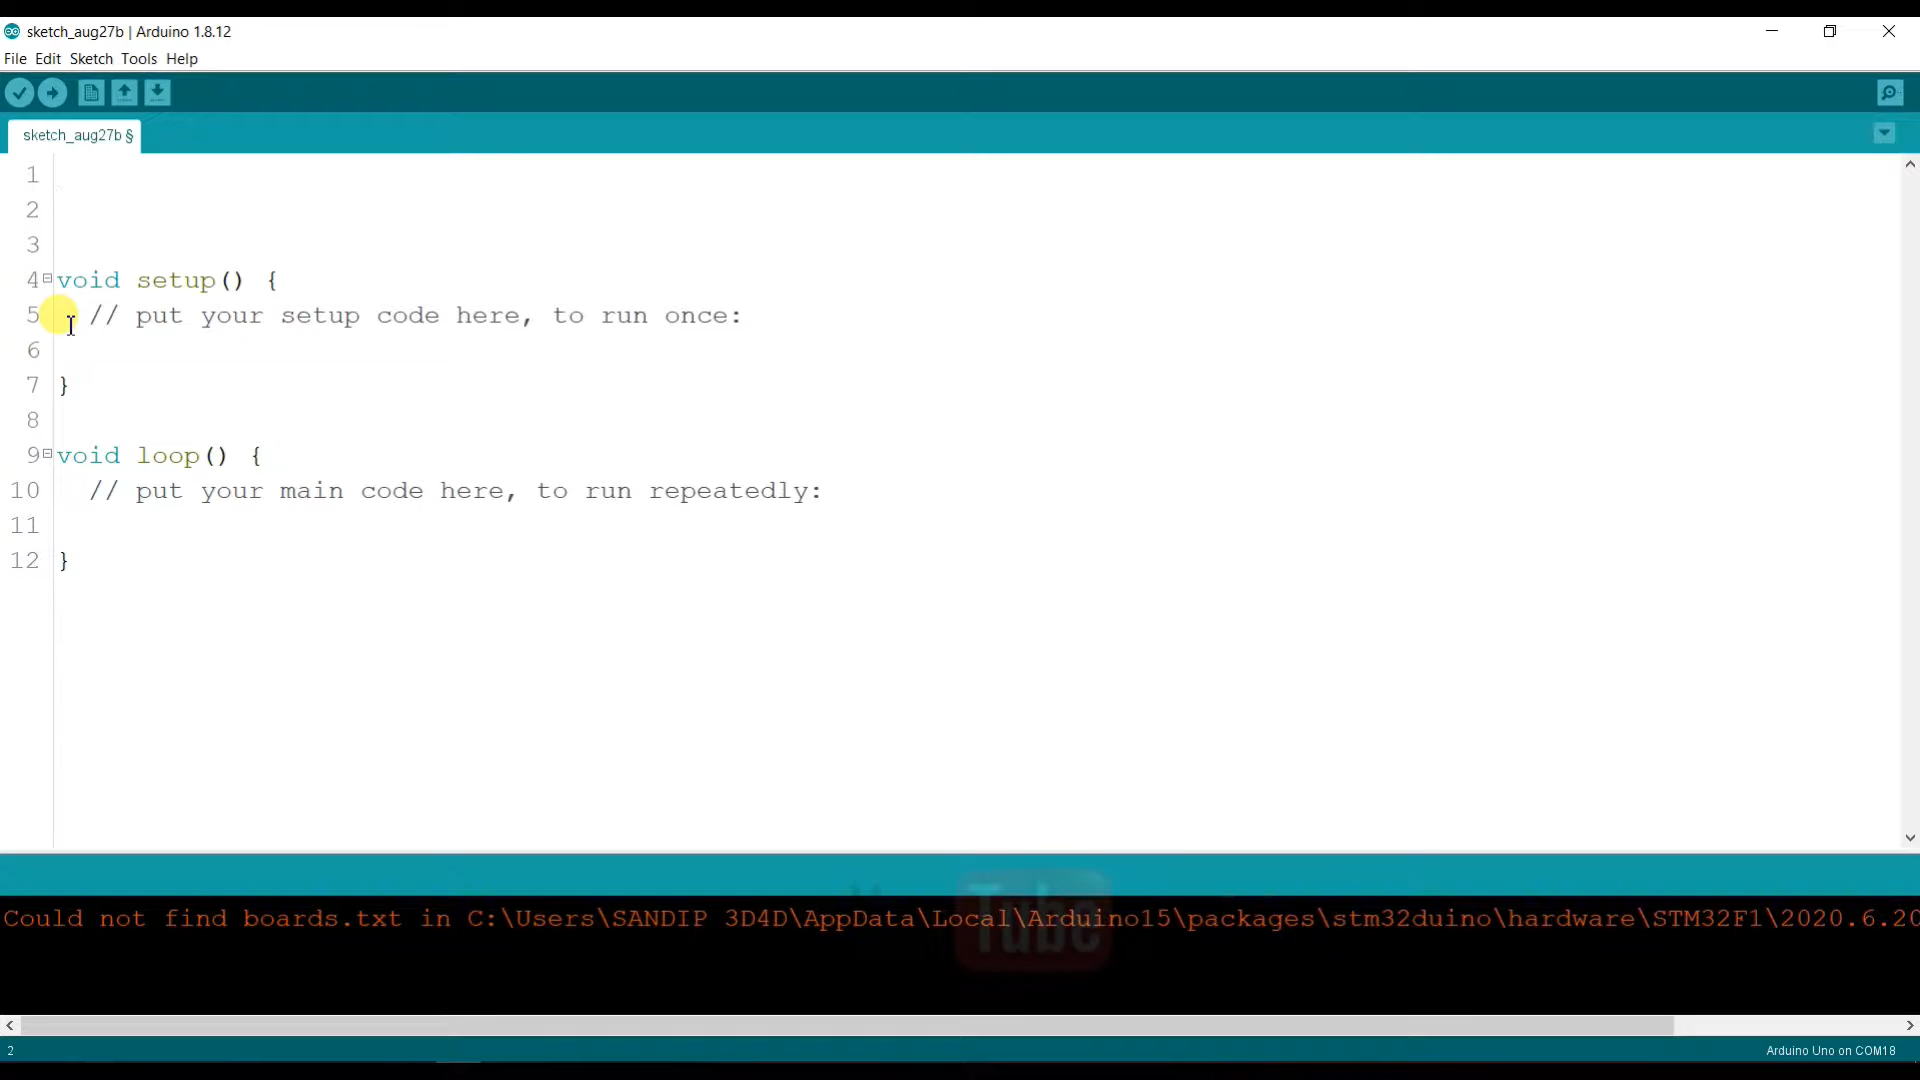 sketch_aug27b | Arduino 1.8.12
File Edit Sketch Tools Help
sketch_aug27b §
1
2
3
4 void setup() {
5 // put your setup code here, to run once:
6
7 }
8
9 void loop() {
10 // put your main code here, to run repeatedly:
11
12 }
Could not find boards.txt in C:\Users\SANDIP 3D4D\AppData\Local\Arduino15\packages\stm32duino\hardware\STM32F1\2020.6.20
Tube
2
Arduino Uno on COM18